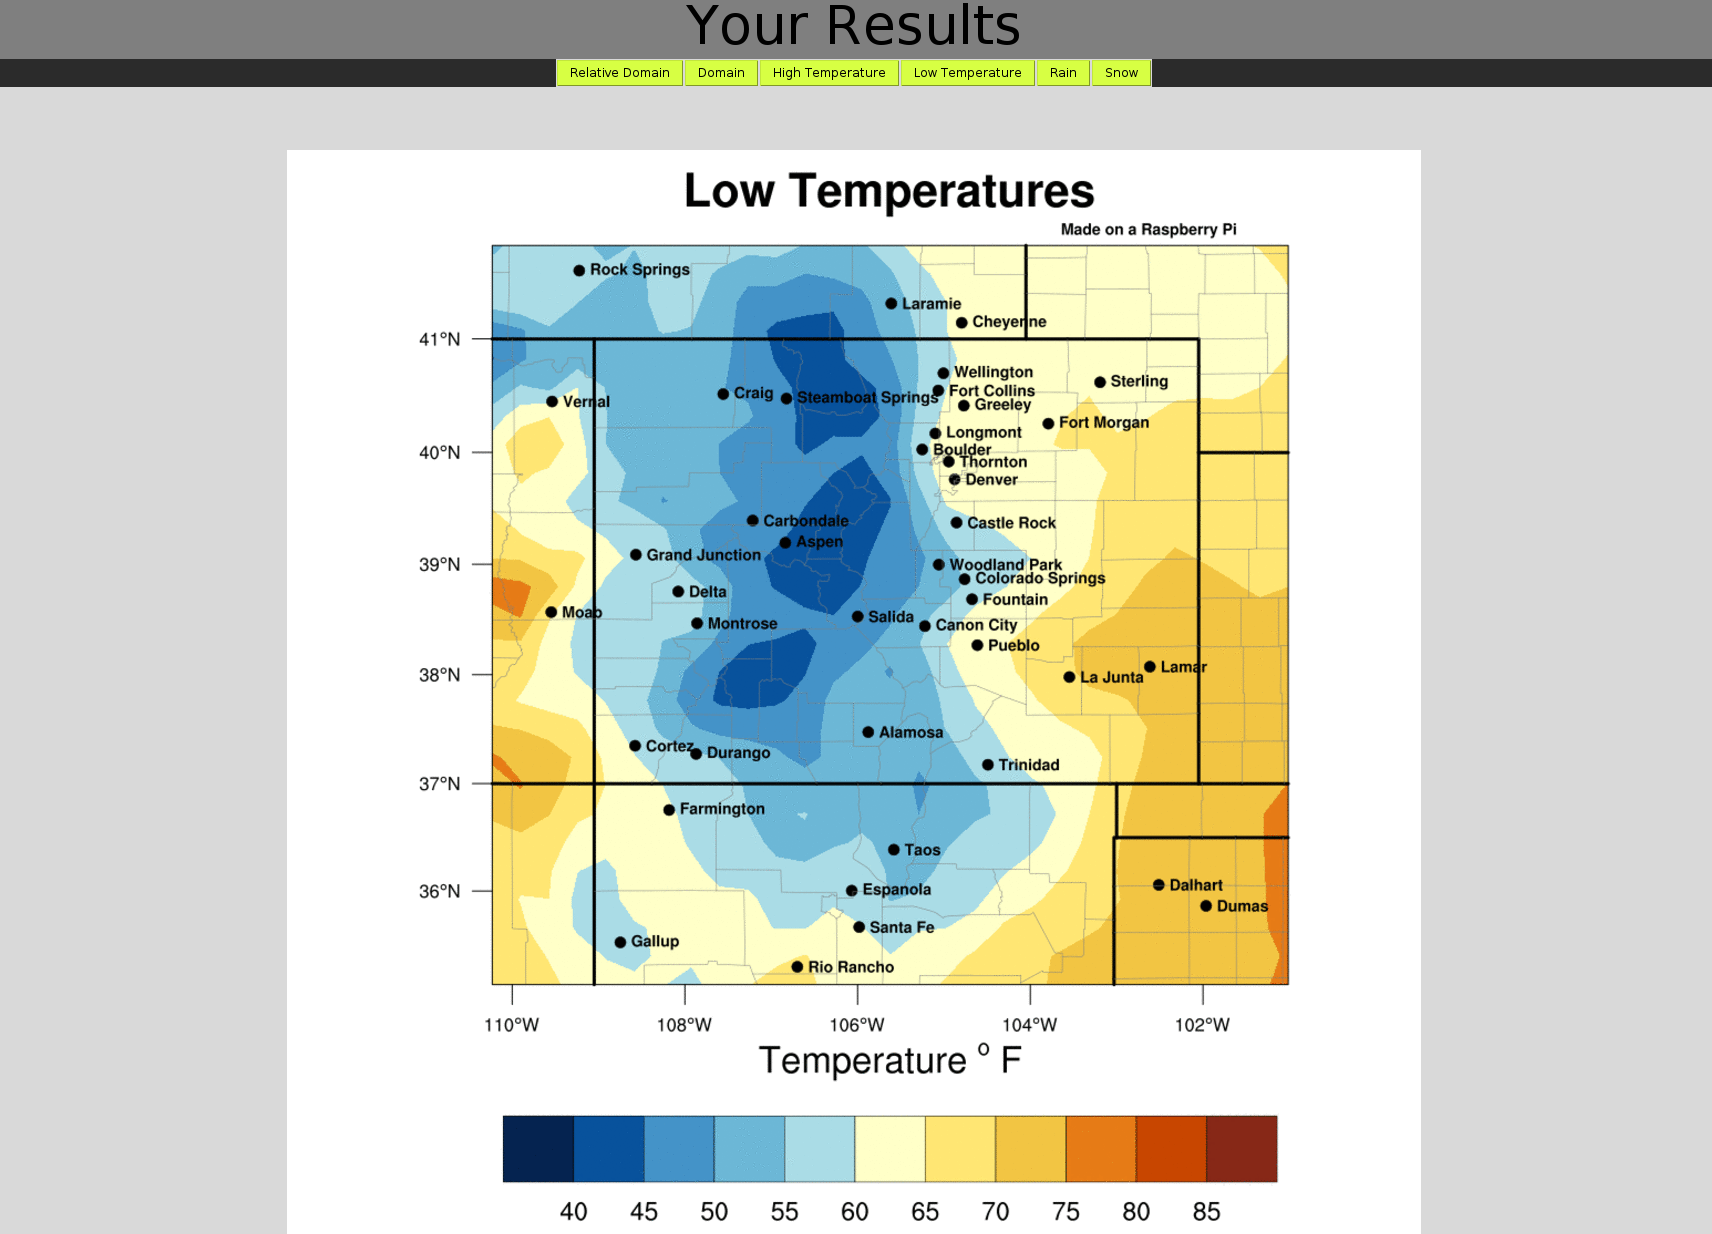 Your Results
Relative Domain Domain High Temperature Low Temperature Rain Snow
Low Temperatures
Made on a Raspberry Pi
Rock Springs
Laramie
Cheyenne
41°N
Wellington
Sterling
Fort Collins
Craig
Steamboat Springs
Vernal
Greeley
Fort Morgan
Longmont
40°N
Boulder
Thornton
Denver
Carbondale
Castle Rock
Aspen
Grand Junction
39°N
Woodland Park
Colorado Springs
Delta
Fountain
Moab
Salida
Montrose
Canon City
Pueblo
Lamar
38°N
La Junta
Alamosa
Cortez
Durango
Trinidad
37°N
Farmington
Taos
Dalhart
36°N
Espanola
Dumas
Santa Fe
Gallup
Rio Rancho
110°W 108°W 106°W 104°W 102°W
Temperature ° F
40 45 50 55 60 65 70 75 80 85